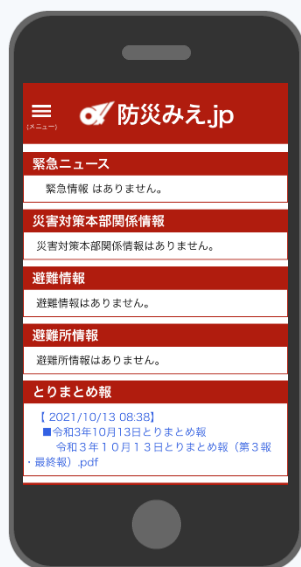 (メニュー)
防災みえ.jp
緊急ニュース
緊急情報 はありません。
災害対策本部関係情報
災害対策本部関係情報はありません。
避難情報
避難情報はありません。
避難所情報
避難所情報はありません。
とりまとめ報
【 2021/10/13 08:38】
■令和3年10月13日とりまとめ報
令和３年１０月１３日とりまとめ報（第３報
・最終報）.pdf